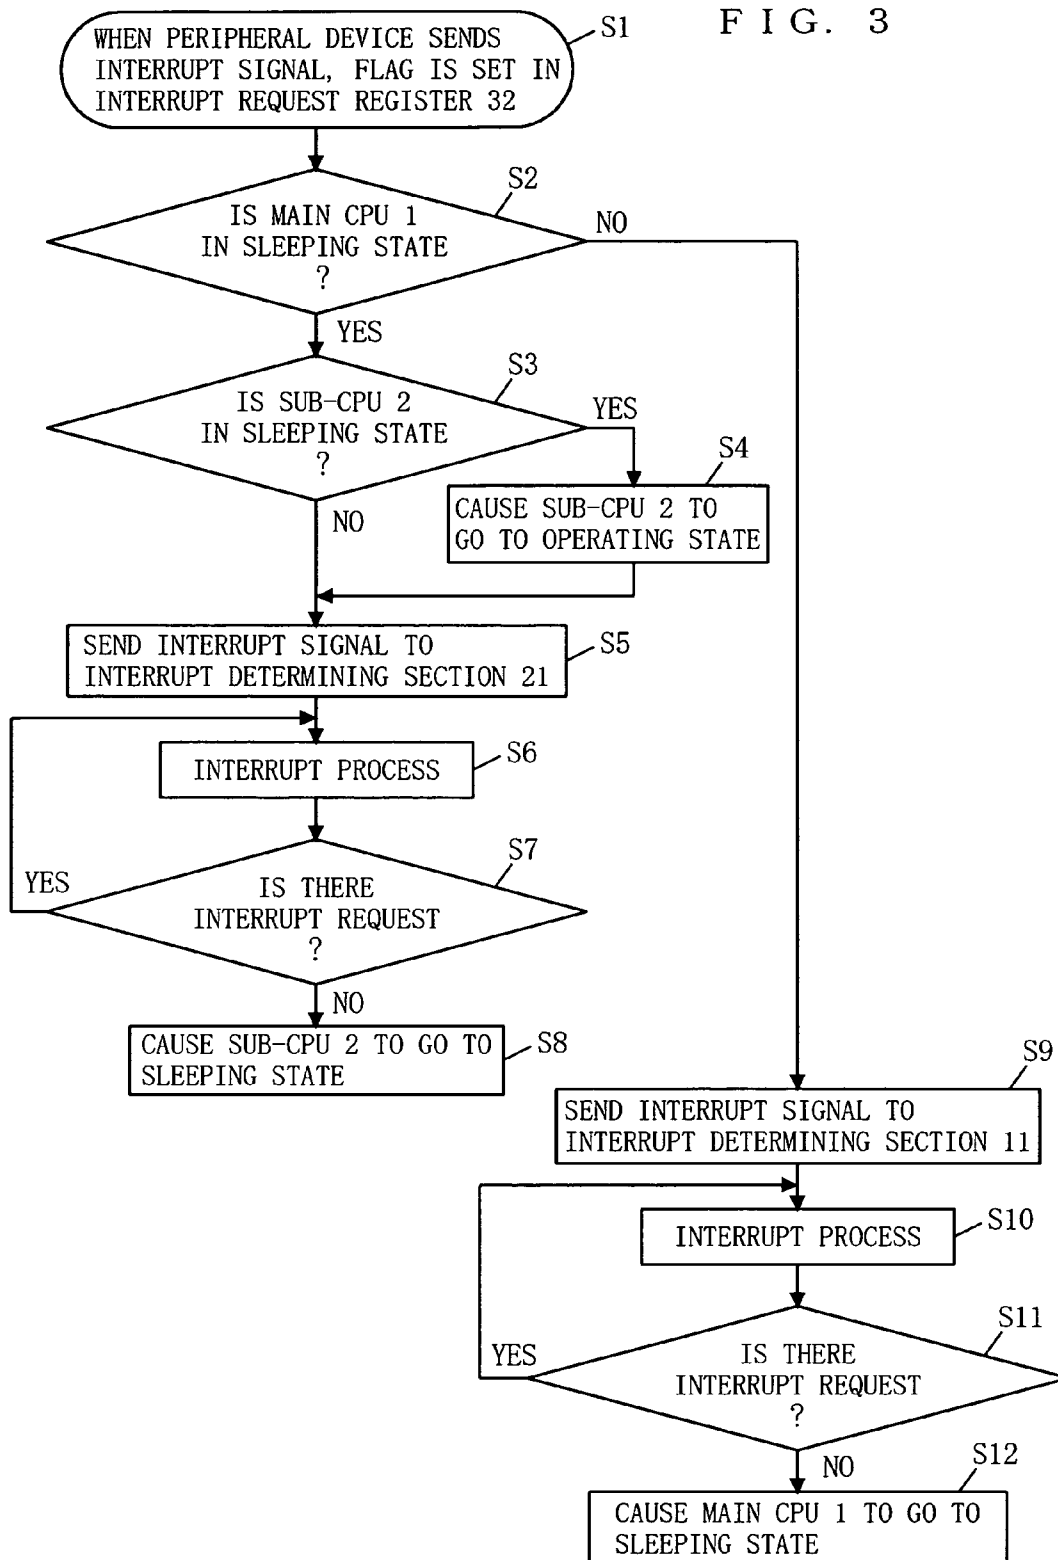 F I G. 3
WHEN PERIPHERAL DEVICE SENDS
INTERRUPT SIGNAL, FLAG IS SET IN
INTERRUPT REQUEST REGISTER 32
S1
S2
IS MAIN CPU 1
IN SLEEPING STATE
?
NO
YES
S3
IS SUB-CPU 2
IN SLEEPING STATE
?
YES
NO
S4
CAUSE SUB-CPU 2 TO
GO TO OPERATING STATE
SEND INTERRUPT SIGNAL TO
INTERRUPT DETERMINING SECTION 21
S5
INTERRUPT PROCESS
S6
S7
IS THERE
INTERRUPT REQUEST
?
YES
NO
CAUSE SUB-CPU 2 TO GO TO
SLEEPING STATE
S8
S9
SEND INTERRUPT SIGNAL TO
INTERRUPT DETERMINING SECTION 11
INTERRUPT PROCESS
S10
S11
IS THERE
INTERRUPT REQUEST
?
YES
NO
S12
CAUSE MAIN CPU 1 TO GO TO
SLEEPING STATE